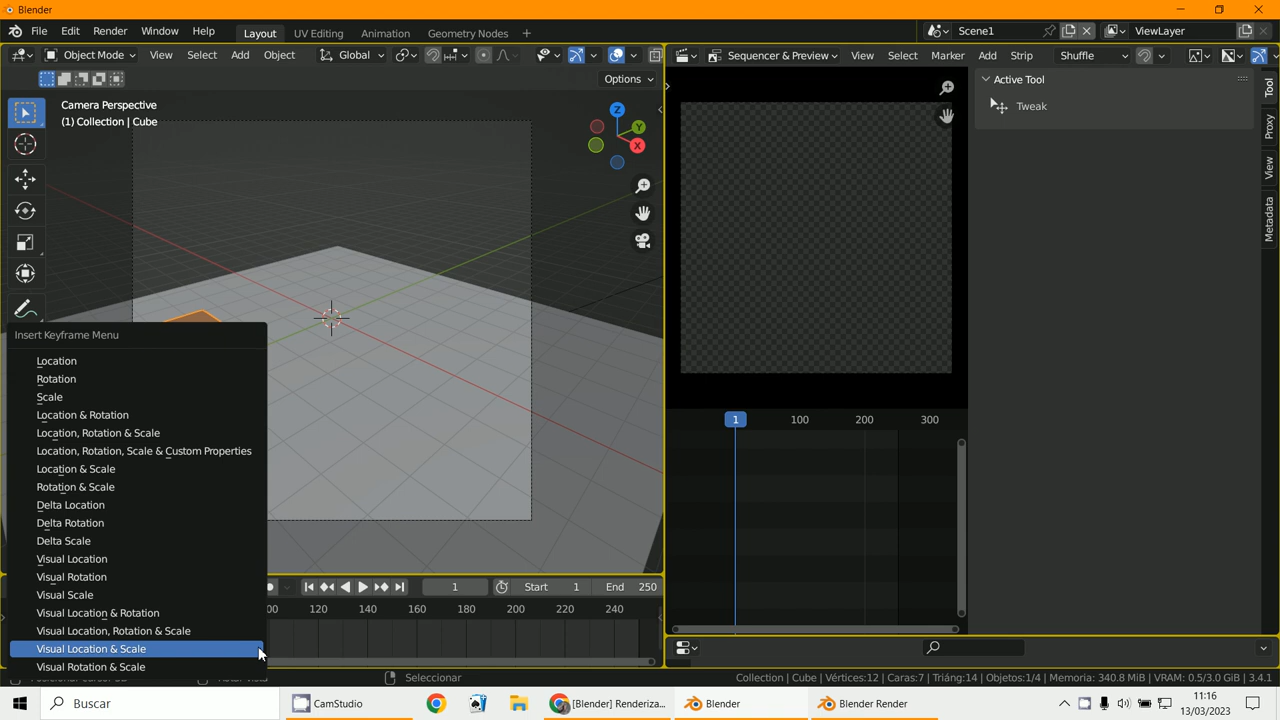 Blender
File Edit Render Window Help Layout UV Editing Animation Geometry Nodes + Scene1 ViewLayer
Object Mode View Select Add Object Global Sequencer & Preview View Select Marker Add Strip Shuffle
Options
Camera Perspective
(1) Collection | Cube
Z
Y
X
Active Tool
Tweak
Tool
Proxy
View
Metadata
Insert Keyframe Menu
Location
Rotation
Scale
Location & Rotation
Location, Rotation & Scale
Location, Rotation, Scale & Custom Properties
Location & Scale
Rotation & Scale
Delta Location
Delta Rotation
Delta Scale
Visual Location
Visual Rotation
Visual Scale
Visual Location & Rotation
Visual Location, Rotation & Scale
Visual Location & Scale
Visual Rotation & Scale
1 100 200 300
1 Start 1 End 250
00 120 140 160 180 200 220 240
Seleccionar
Collection | Cube | Vértices:12 | Caras:7 | Triáng:14 | Objetos:1/4 | Memoria: 340.8 MiB | VRAM: 0.5/3.0 GiB | 3.4.1
Buscar CamStudio [Blender] Renderiza... Blender Blender Render
11:16
13/03/2023